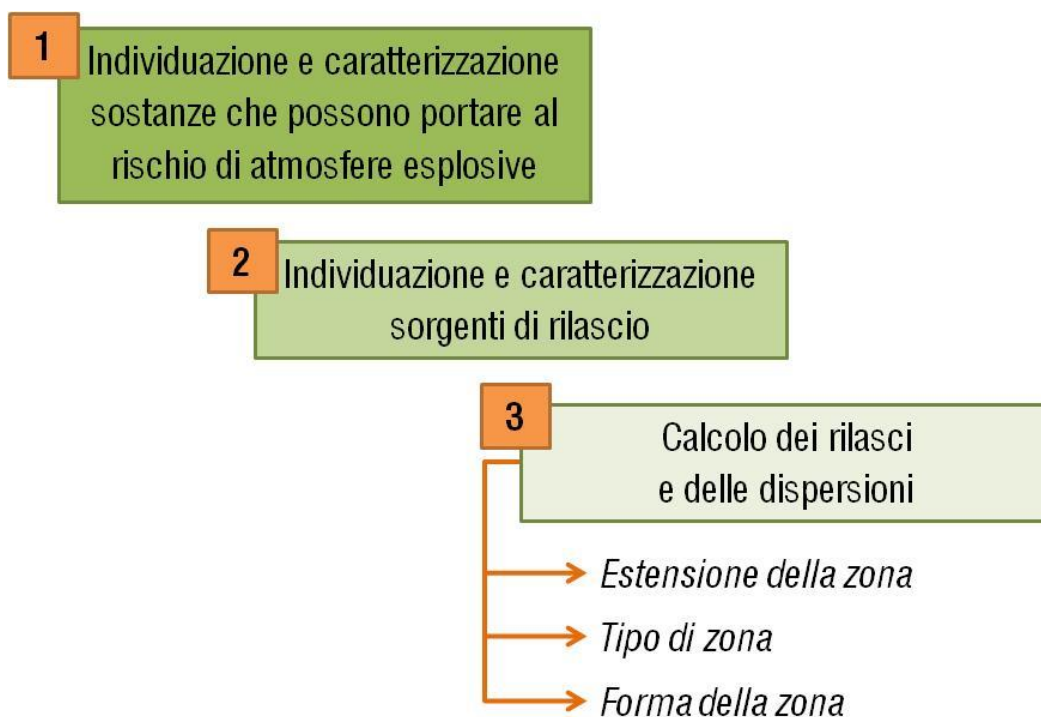 1
Individuazione e caratterizzazione
sostanze che possono portare al
rischio di atmosfere esplosive
2
Individuazione e caratterizzazione
sorgenti di rilascio
3
Calcolo dei rilasci
e delle dispersioni
Estensione della zona
Tipo di zona
Forma della zona